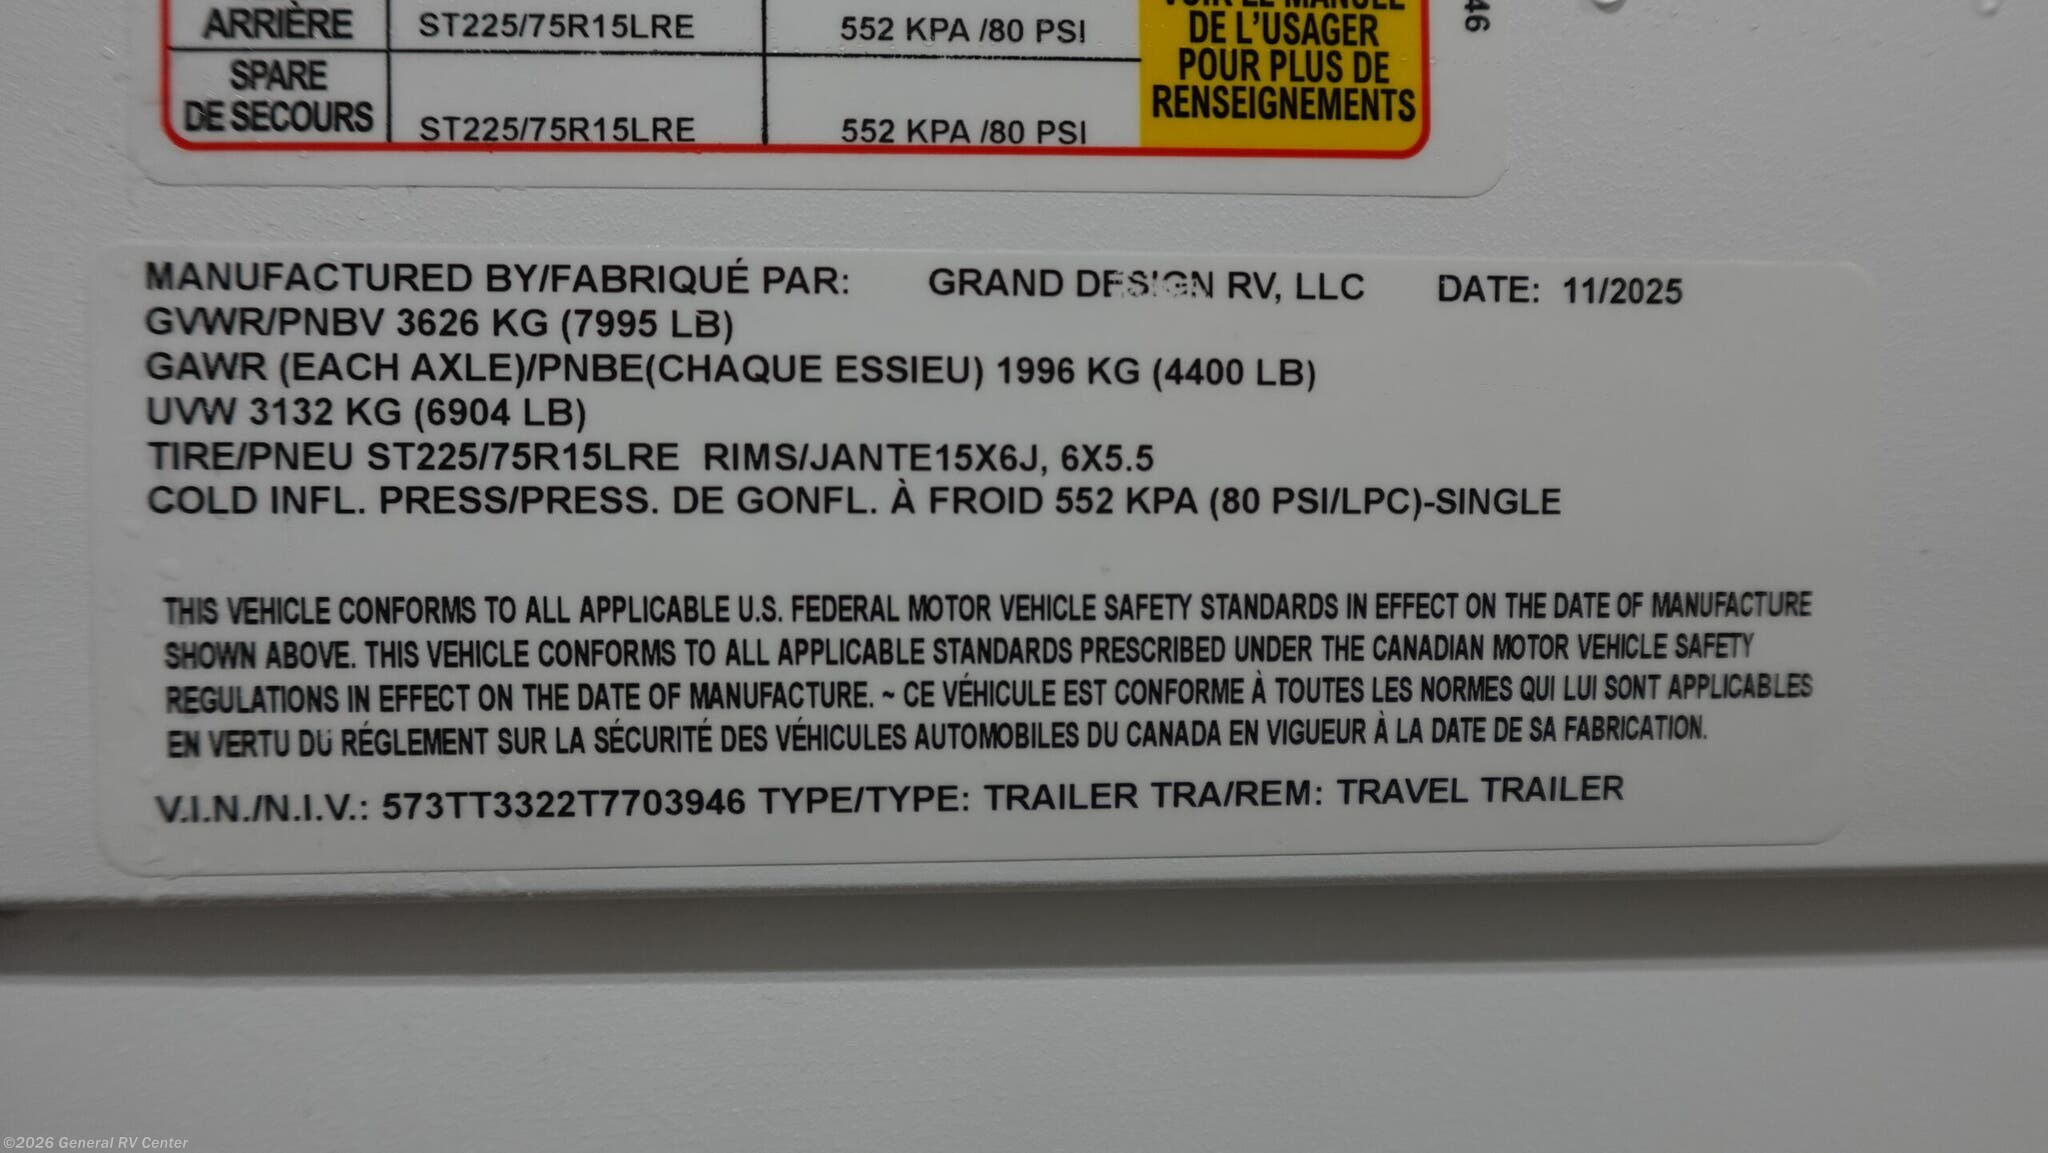 ARRIÈRE ST225/75R15LRE 552 KPA /80 PSI
SPARE
DE SECOURS ST225/75R15LRE 552 KPA /80 PSI
VOIR LE MANUEL
DE L'USAGER
POUR PLUS DE
RENSEIGNEMENTS
46
MANUFACTURED BY/FABRIQUÉ PAR: GRAND DESIGN RV, LLC DATE: 11/2025
GVWR/PNBV 3626 KG (7995 LB)
GAWR (EACH AXLE)/PNBE(CHAQUE ESSIEU) 1996 KG (4400 LB)
UVW 3132 KG (6904 LB)
TIRE/PNEU ST225/75R15LRE RIMS/JANTE15X6J, 6X5.5
COLD INFL. PRESS/PRESS. DE GONFL. À FROID 552 KPA (80 PSI/LPC)-SINGLE
THIS VEHICLE CONFORMS TO ALL APPLICABLE U.S. FEDERAL MOTOR VEHICLE SAFETY STANDARDS IN EFFECT ON THE DATE OF MANUFACTURE
SHOWN ABOVE. THIS VEHICLE CONFORMS TO ALL APPLICABLE STANDARDS PRESCRIBED UNDER THE CANADIAN MOTOR VEHICLE SAFETY
REGULATIONS IN EFFECT ON THE DATE OF MANUFACTURE. ~ CE VÉHICULE EST CONFORME À TOUTES LES NORMES QUI LUI SONT APPLICABLES
EN VERTU DU RÉGLEMENT SUR LA SÉCURITÉ DES VÉHICULES AUTOMOBILES DU CANADA EN VIGUEUR À LA DATE DE SA FABRICATION.
V.I.N./N.I.V.: 573TT3322T7703946 TYPE/TYPE: TRAILER TRA/REM: TRAVEL TRAILER
©2026 General RV Center